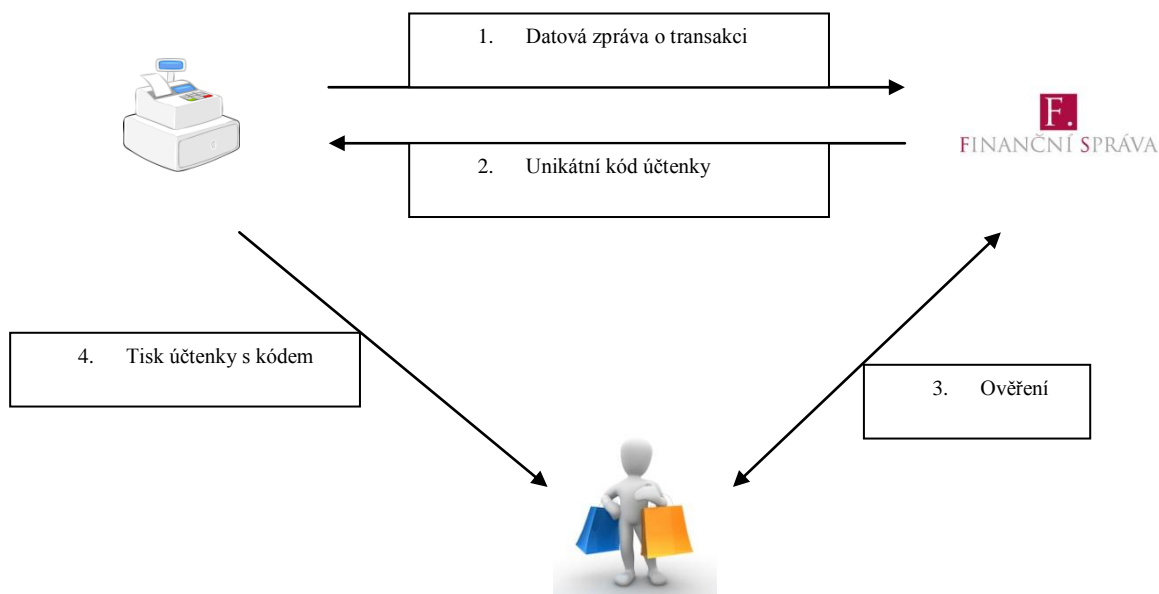 1. Datová zpráva o transakci
F.
FINANČNÍ SPRÁVA
2. Unikátní kód účtenky
4. Tisk účtenky s kódem
3. Ověření